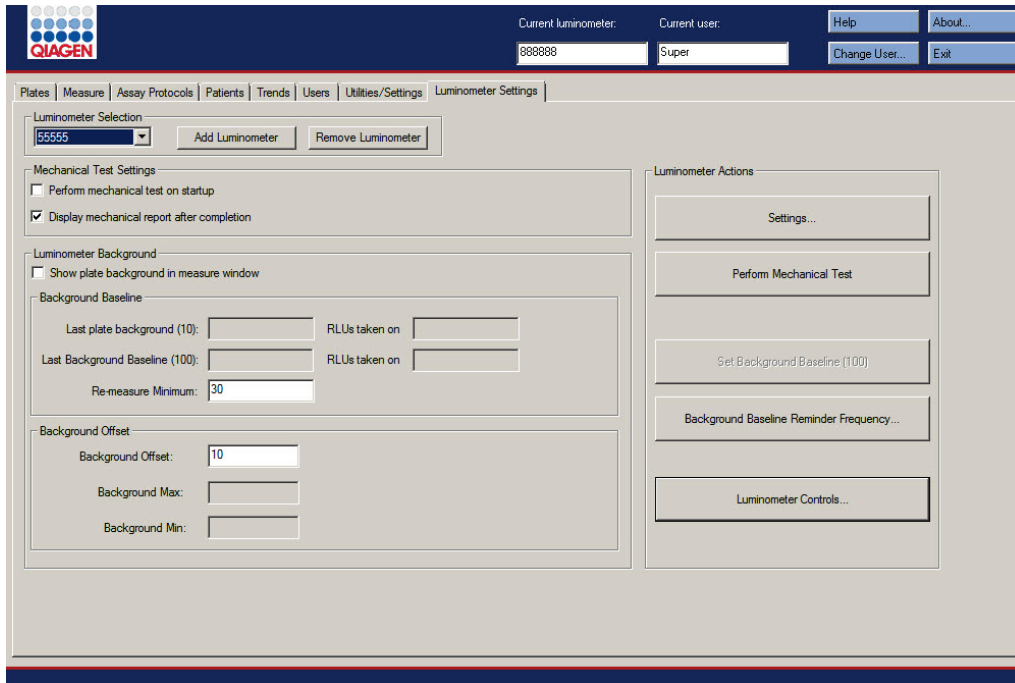 QIAGEN
Current luminometer:
Current user:
888888
Super
Help
About...
Change User...
Exit
Plates
Measure
Assay Protocols
Patients
Trends
Users
Utilities/Settings
Luminometer Settings
Luminometer Selection
55555
Add Luminometer
Remove Luminometer
Mechanical Test Settings
Perform mechanical test on startup
Display mechanical report after completion
Luminometer Background
Show plate background in measure window
Background Baseline
Last plate background (10):
RLUs taken on
Last Background Baseline (100):
RLUs taken on
Re-measure Minimum:
30
Background Offset
Background Offset:
10
Background Max:
Background Min:
Luminometer Actions
Settings...
Perform Mechanical Test
Set Background Baseline (100)
Background Baseline Reminder Frequency...
Luminometer Controls...